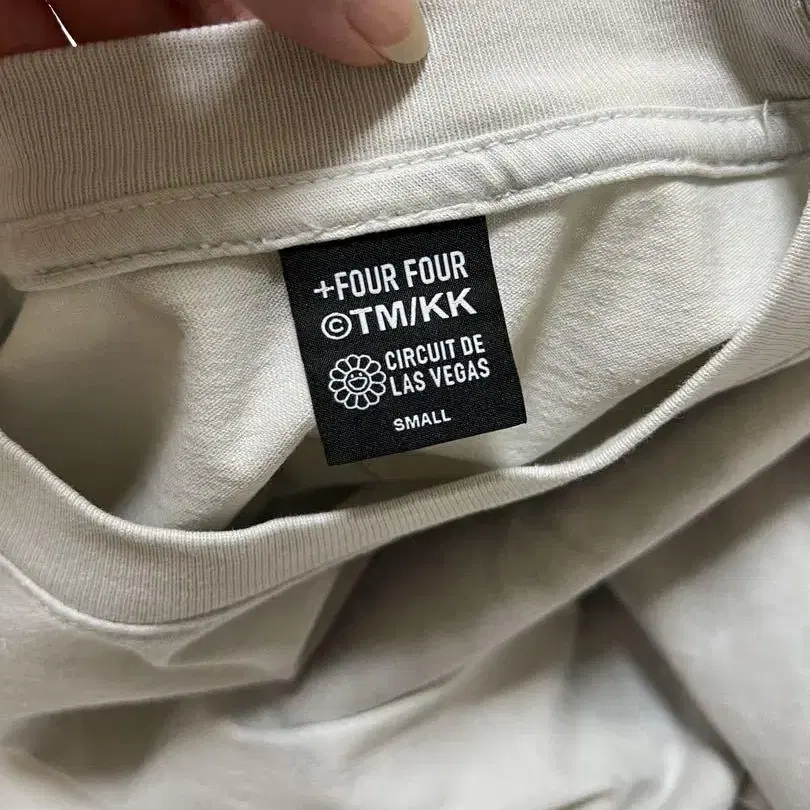 +FOUR FOUR
©TM/KK
CIRCUIT DE
LAS VEGAS
SMALL